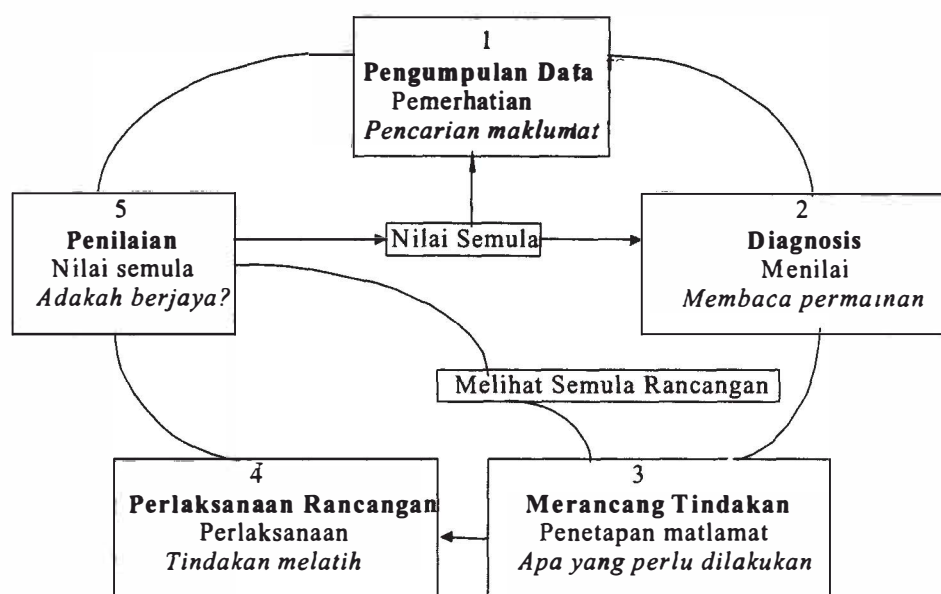 1
Pengumpulan Data
Pemerhatian
Pencarian maklumat
5
Penilaian
Nilai semula
Adakah berjaya?
Nilai Semula
2
Diagnosis
Menilai
Membaca permainan
Melihat Semula Rancangan
4
Perlaksanaan Rancangan
Perlaksanaan
Tindakan melatih
3
Merancang Tindakan
Penetapan matlamat
Apa yang perlu dilakukan